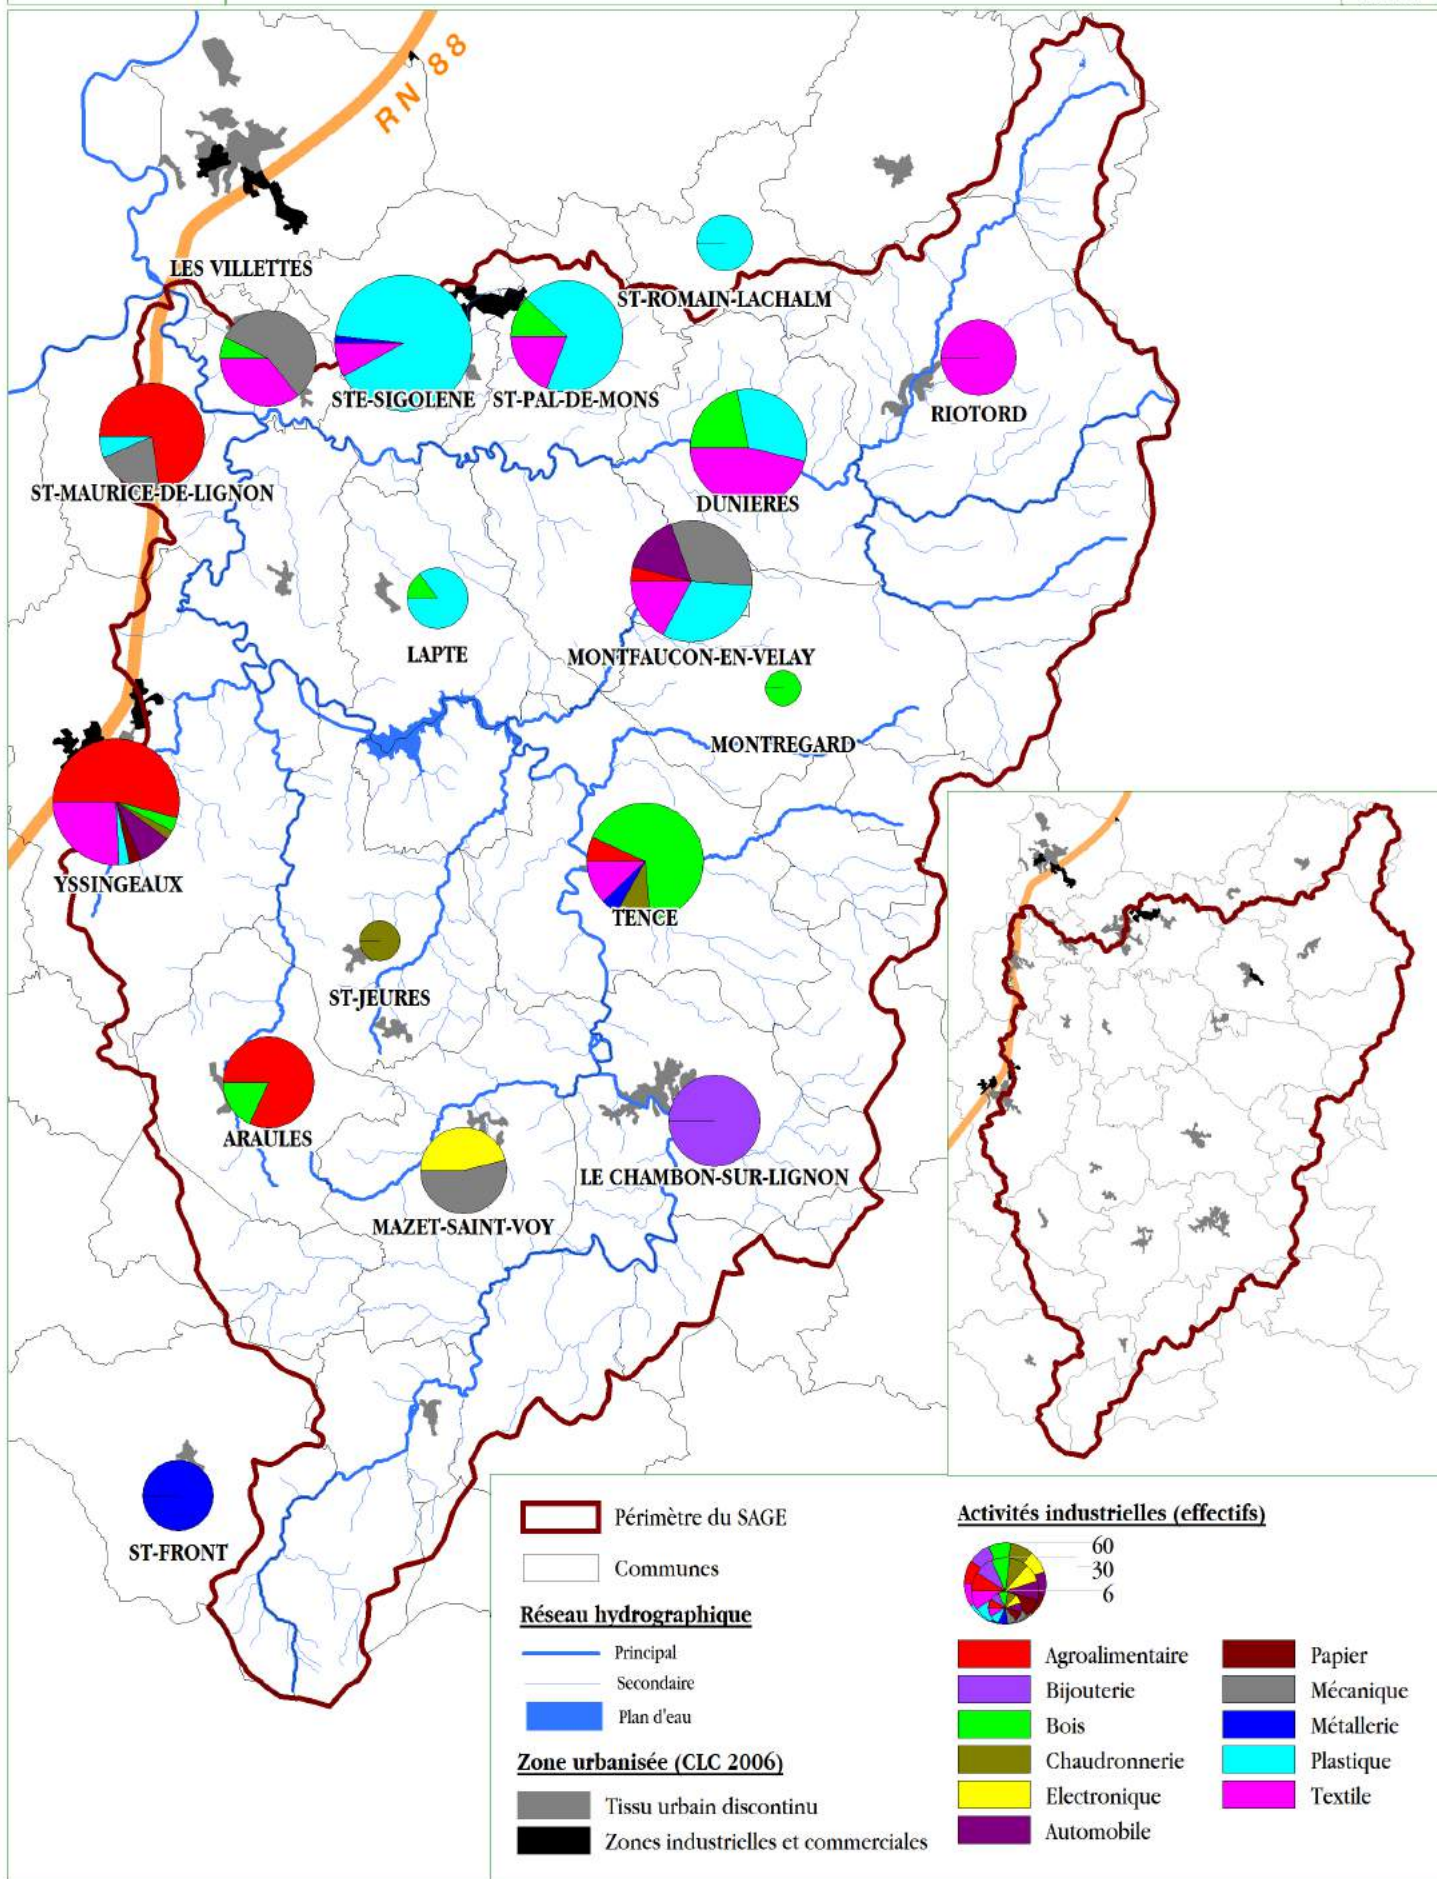 RN 88
LES VILLETTES
ST-ROMAIN-LACHALM
STE-SIGOLENE
ST-PAL-DE-MONS
RIOTORD
ST-MAURICE-DE-LIGNON
DUNIERES
LAPTE
MONTFAUCON-EN-VELAY
MONTREGARD
YSSINGEAUX
TENCE
ST-JEURES
ARAULES
LE CHAMBON-SUR-LIGNON
MAZET-SAINT-VOY
ST-FRONT
Périmètre du SAGE
Communes
Réseau hydrographique
Principal
Secondaire
Plan d'eau
Zone urbanisée (CLC 2006)
Tissu urbain discontinu
Zones industrielles et commerciales
Activités industrielles (effectifs)
60
30
6
Agroalimentaire
Bijouterie
Bois
Chaudronnerie
Electronique
Automobile
Papier
Mécanique
Métallerie
Plastique
Textile